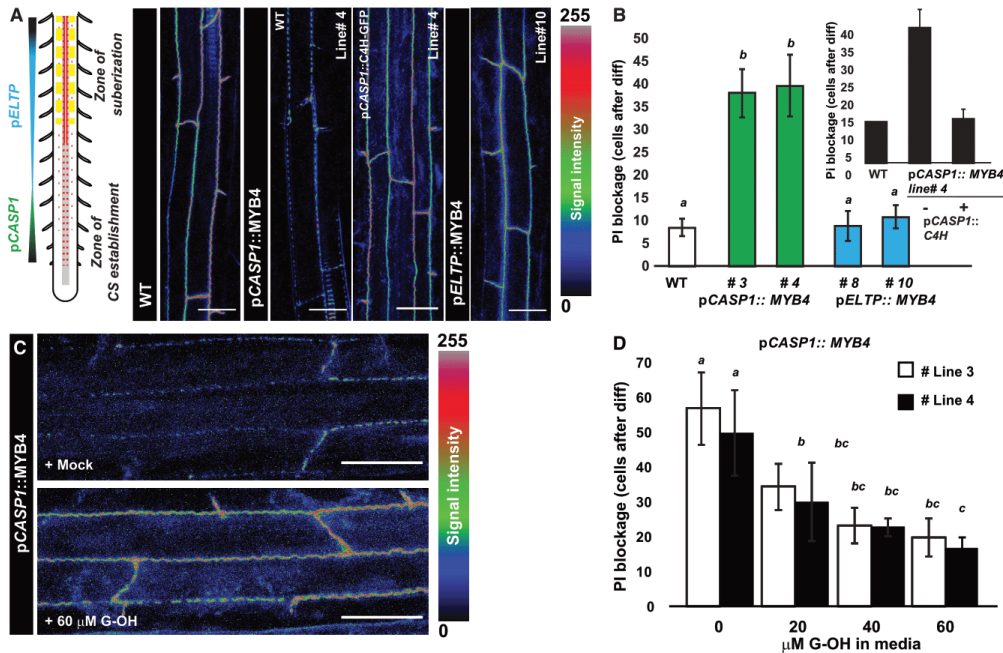 A
pELTP
pCASP1
Zone of
suberization
Zone of
CS establishment
WT
pCASP1::MYB4
WT
Line# 4
pCASP1::C4H-GFP
Line# 4
pELTP::MYB4
Line#10
255
Signal intensity
0
B
PI blockage (cells after diff)
50
45
40
35
30
25
20
15
10
5
0
a
b
b
a
a
WT
# 3
# 4
# 8
# 10
pCASP1:: MYB4
pELTP:: MYB4
PI blockage (cells after diff)
40
35
30
25
20
15
10
5
0
WT
pCASP1:: MYB4
line# 4
- +
pCASP1::
C4H
C
pCASP1::MYB4
+ Mock
+ 60 μM G-OH
255
Signal intensity
0
D
pCASP1:: MYB4
# Line 3
# Line 4
PI blockage (cells after diff)
70
60
50
40
30
20
10
0
a
a
b
bc
bc
bc
c
0
20
40
60
μM G-OH in media